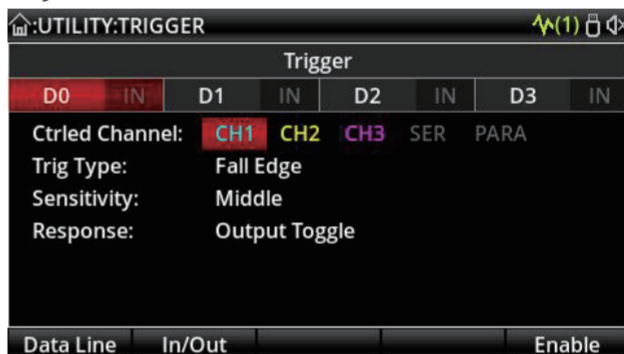 :UTILITY:TRIGGER (1)
Trigger
D0 IN D1 IN D2 IN D3 IN
Ctrled Channel: CH1 CH2 CH3 SER PARA
Trig Type: Fall Edge
Sensitivity: Middle
Response: Output Toggle
Data Line In/Out Enable